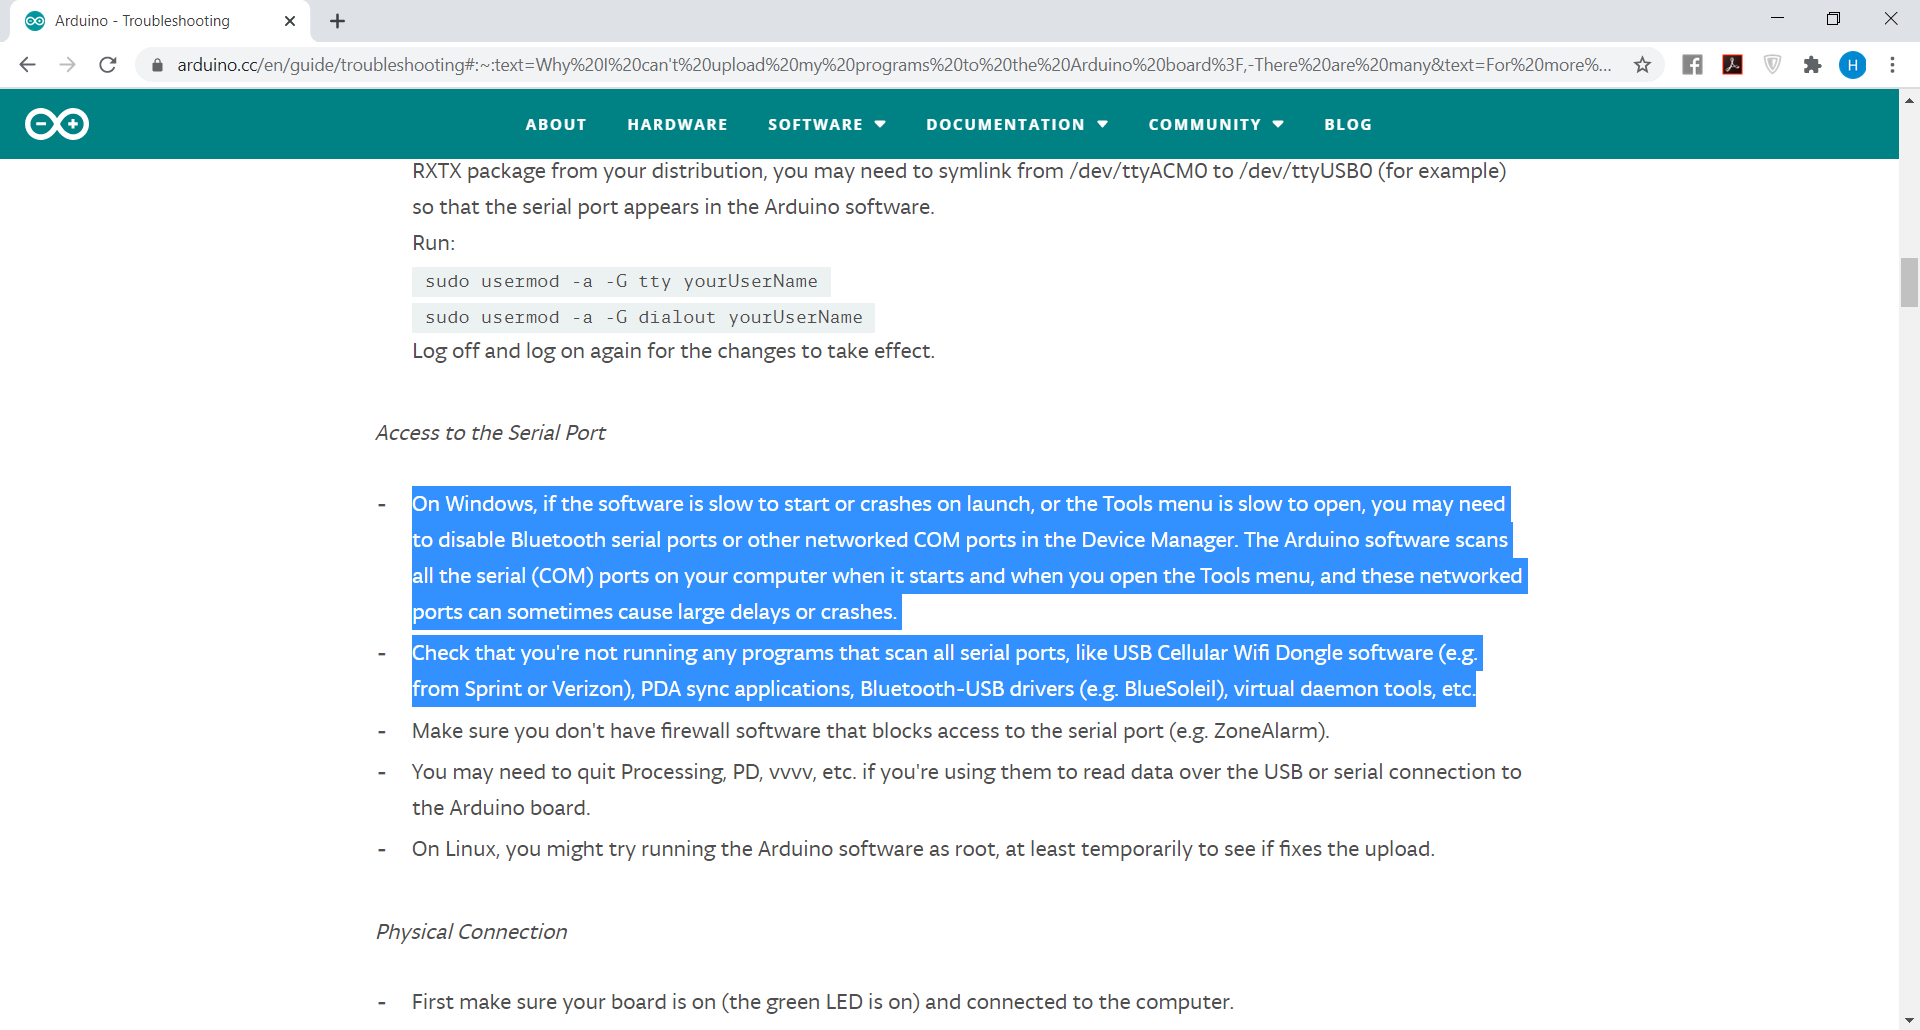 Arduino - Troubleshooting
arduino.cc/en/guide/troubleshooting#:~:text=Why%20I%20can't%20upload%20my%20programs%20to%20the%20Arduino%20board%3F,-There%20are%20many&text=For%20more%...
H
ABOUT HARDWARE SOFTWARE DOCUMENTATION COMMUNITY BLOG
RXTX package from your distribution, you may need to symlink from /dev/ttyACM0 to /dev/ttyUSB0 (for example)
so that the serial port appears in the Arduino software.
Run:
sudo usermod -a -G tty yourUserName
sudo usermod -a -G dialout yourUserName
Log off and log on again for the changes to take effect.
Access to the Serial Port
- On Windows, if the software is slow to start or crashes on launch, or the Tools menu is slow to open, you may need
to disable Bluetooth serial ports or other networked COM ports in the Device Manager. The Arduino software scans
all the serial (COM) ports on your computer when it starts and when you open the Tools menu, and these networked
ports can sometimes cause large delays or crashes.
- Check that you're not running any programs that scan all serial ports, like USB Cellular Wifi Dongle software (e.g.
from Sprint or Verizon), PDA sync applications, Bluetooth-USB drivers (e.g. BlueSoleil), virtual daemon tools, etc.
- Make sure you don't have firewall software that blocks access to the serial port (e.g. ZoneAlarm).
- You may need to quit Processing, PD, vvvv, etc. if you're using them to read data over the USB or serial connection to
the Arduino board.
- On Linux, you might try running the Arduino software as root, at least temporarily to see if fixes the upload.
Physical Connection
- First make sure your board is on (the green LED is on) and connected to the computer.